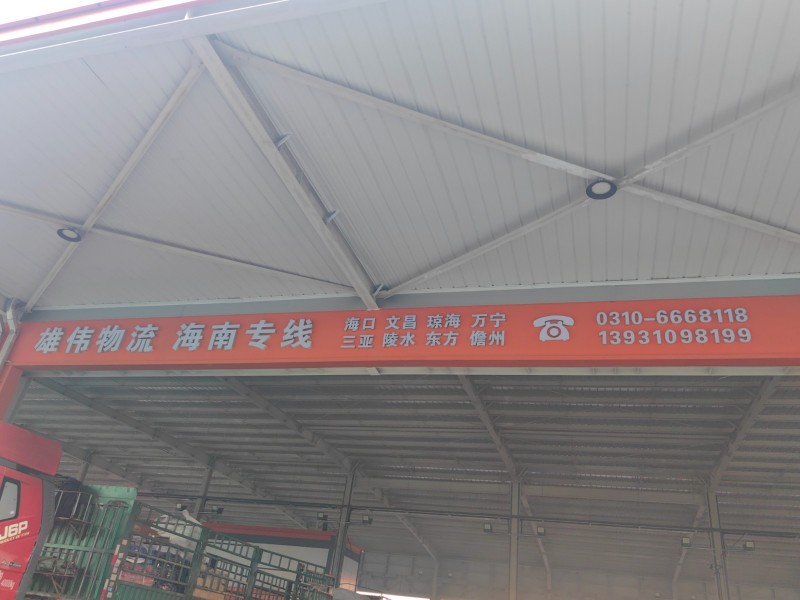 雄伟物流 海南专线
海口 文昌 琼海 万宁
三亚 陵水 东方 儋州
0310-6668118
13931098199
J6P